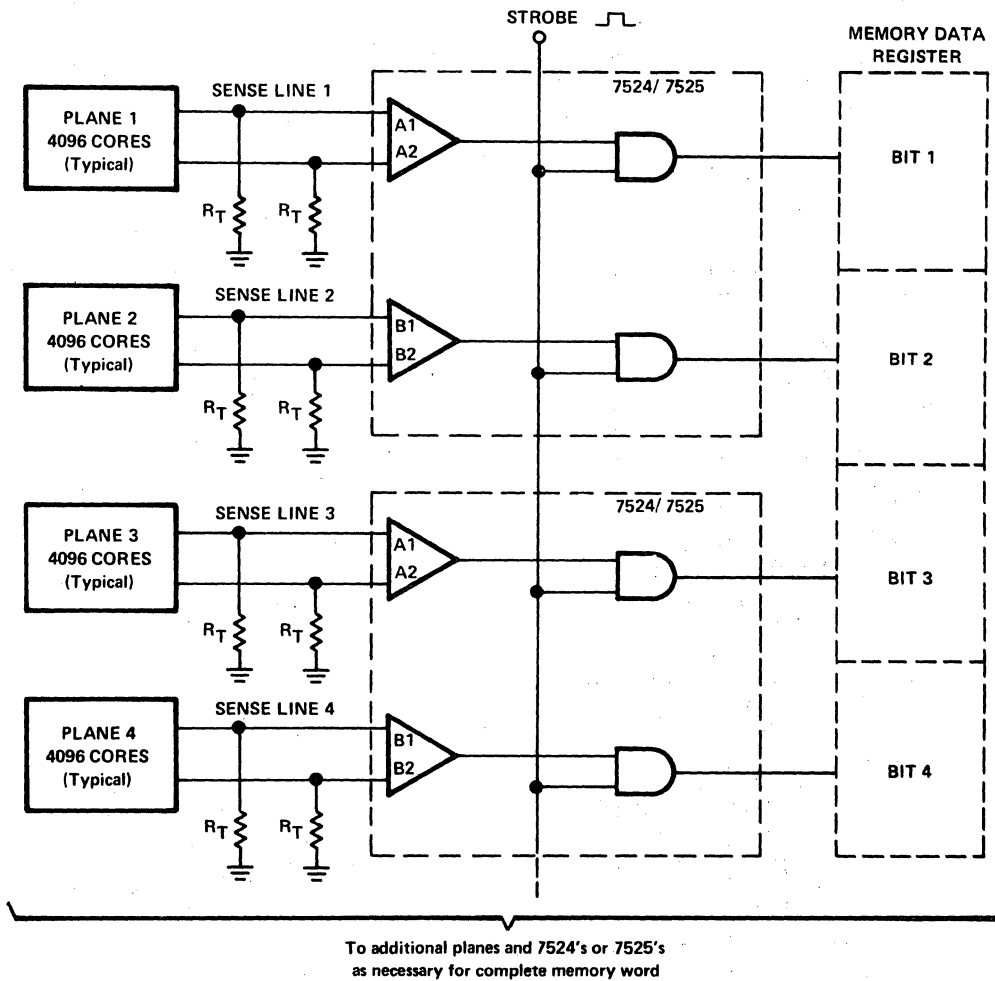 STROBE
MEMORY DATA
REGISTER
7524/ 7525
PLANE 1
4096 CORES
(Typical)
SENSE LINE 1
A1
A2
RT
RT
BIT 1
PLANE 2
4096 CORES
(Typical)
SENSE LINE 2
B1
B2
RT
RT
BIT 2
7524/ 7525
PLANE 3
4096 CORES
(Typical)
SENSE LINE 3
A1
A2
RT
RT
BIT 3
PLANE 4
4096 CORES
(Typical)
SENSE LINE 4
B1
B2
RT
RT
BIT 4
To additional planes and 7524's or 7525's
as necessary for complete memory word